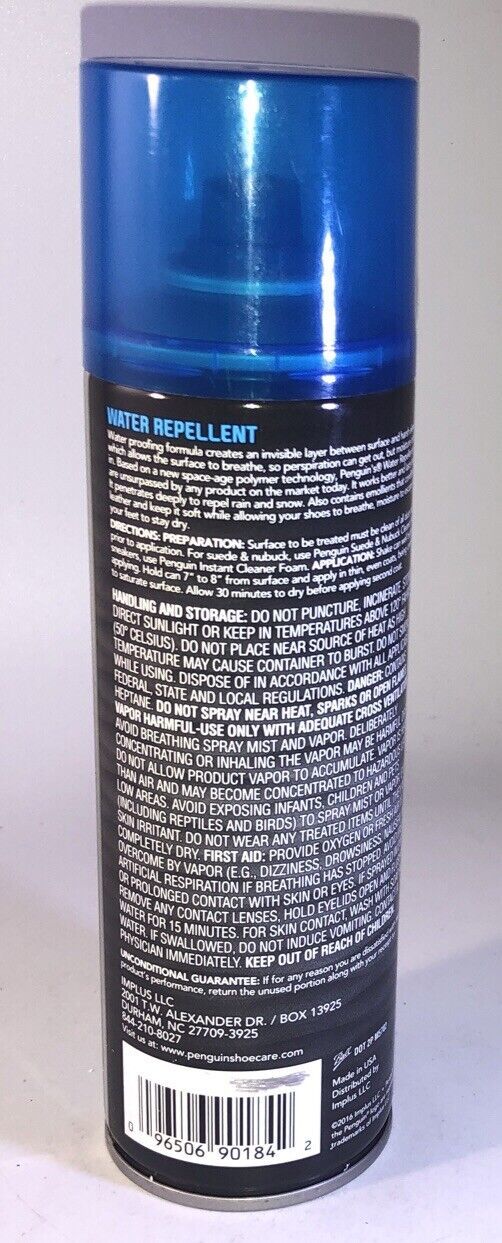 WATER REPELLENT
Water proofing formula creates an invisible layer between surface and
which allows the surface to breathe, so perspiration can get out, but
in. Based on a new space-age polymer technology, Penguin's® Water
are unsurpassed by any product on the market today. It works better and
it penetrates deeply to repel rain and snow. Also contains emollients that
leather and keep it soft while allowing your shoes to breathe, moisture to
your feet to stay dry.
DIRECTIONS: PREPARATION: Surface to be treated must be clean of all
prior to application. For suede & nubuck, use Penguin Suede & Nubuck
sneakers, use Penguin Instant Cleaner Foam. APPLICATION: Shake can
applying. Hold can 7" to 8" from surface and apply in thin, even coats, being
to saturate surface. Allow 30 minutes to dry before applying second coat.
HANDLING AND STORAGE: DO NOT PUNCTURE, INCINERATE,
DIRECT SUNLIGHT OR KEEP IN TEMPERATURES ABOVE 120°
(50° CELSIUS). DO NOT PLACE NEAR SOURCE OF HEAT AS HIGH
TEMPERATURE MAY CAUSE CONTAINER TO BURST. DO NOT
WHILE USING. DISPOSE OF IN ACCORDANCE WITH ALL
FEDERAL, STATE AND LOCAL REGULATIONS. DANGER:
HEPTANE. DO NOT SPRAY NEAR HEAT, SPARKS OR OPEN
VAPOR HARMFUL-USE ONLY WITH ADEQUATE CROSS
AVOID BREATHING SPRAY MIST AND VAPOR. DELIBERATELY
CONCENTRATING OR INHALING THE VAPOR MAY BE
DO NOT ALLOW PRODUCT VAPOR TO ACCUMULATE. VAPOR
THAN AIR AND MAY BECOME CONCENTRATED TO
LOW AREAS. AVOID EXPOSING INFANTS, CHILDREN AND
(INCLUDING REPTILES AND BIRDS) TO SPRAY MIST OR
SKIN IRRITANT. DO NOT WEAR ANY TREATED ITEMS UNTIL
COMPLETELY DRY. FIRST AID: PROVIDE OXYGEN OR
OVERCOME BY VAPOR (E.G., DIZZINESS, DROWSINESS,
ARTIFICIAL RESPIRATION IF BREATHING HAS STOPPED.
OR PROLONGED CONTACT WITH SKIN OR EYES, IF SPRAYED
REMOVE ANY CONTACT LENSES, HOLD EYELIDS OPEN AND
WATER FOR 15 MINUTES. FOR SKIN CONTACT, WASH WITH
WATER. IF SWALLOWED, DO NOT INDUCE VOMITING.
PHYSICIAN IMMEDIATELY. KEEP OUT OF REACH OF CHILDREN.
UNCONDITIONAL GUARANTEE: If for any reason you are
product's performance, return the unused portion along with your
IMPLUS LLC
2001 T.W. ALEXANDER DR. / BOX 13925
DURHAM, NC 27709-3925
844-210-8027
Visit us at: www.penguinshoecare.com
DOT 2P
Made in USA
Distributed by
Implus LLC
©2016 Implus LLC
the Penguin
trademarks of Implus
0 96506 90184 2